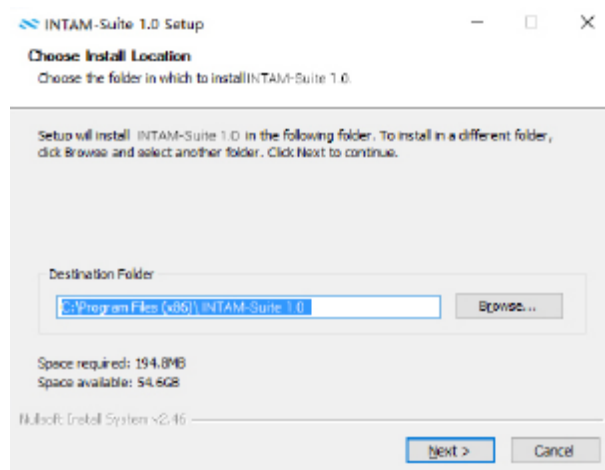 INTAM-Suite 1.0 Setup
Choose Install Location
Choose the folder in which to installINTAM-Suite 1.0.
Setup will install INTAM-Suite 1.0 in the following folder. To install in a different folder,
click Browse and select another folder. Click Next to continue.
Destination Folder
C:\Program Files (x86)\INTAM-Suite 1.0
Browse...
Space required: 194.8MB
Space available: 54.6GB
Nullsoft Install System v2.46
Next >
Cancel